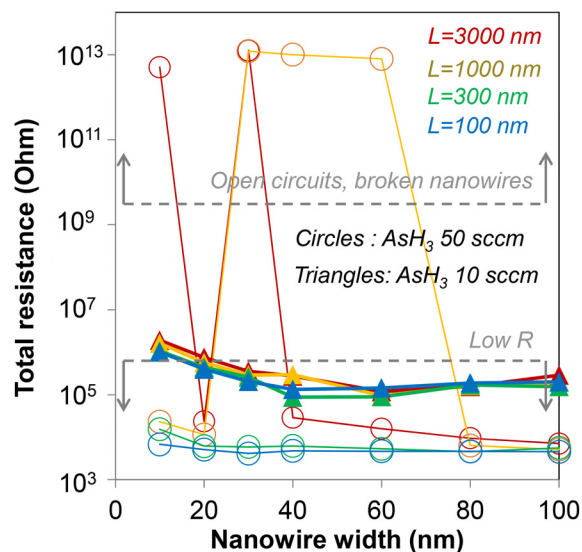 Total resistance (Ohm)
10¹³
10¹¹
10⁹
10⁷
10⁵
10³
L=3000 nm
L=1000 nm
L=300 nm
L=100 nm
Open circuits, broken nanowires
Circles : AsH₃ 50 sccm
Triangles: AsH₃ 10 sccm
Low R
0 20 40 60 80 100
Nanowire width (nm)